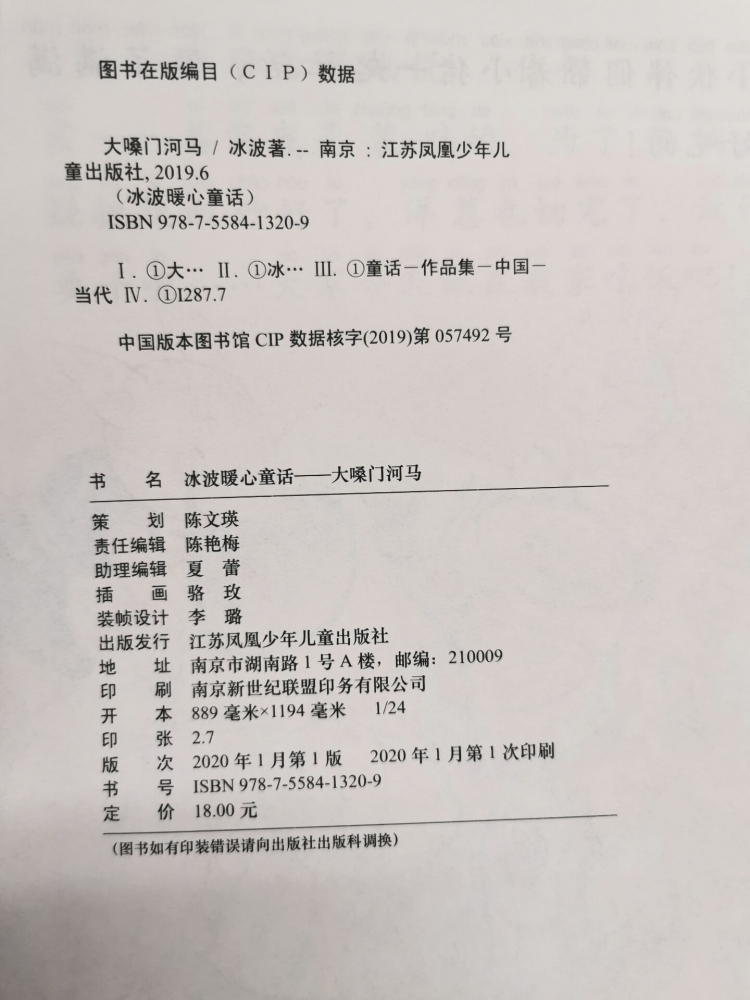 图书在版编目（CIP）数据
大嗓门河马 / 冰波著. -- 南京 : 江苏凤凰少年儿
童出版社, 2019.6
（冰波暖心童话）
ISBN 978-7-5584-1320-9
Ⅰ. ①大… Ⅱ. ①冰… Ⅲ. ①童话－作品集－中国－
当代 Ⅳ. ①I287.7
中国版本图书馆 CIP 数据核字(2019)第 057492 号
书　名 冰波暖心童话——大嗓门河马
策　划 陈文瑛
责任编辑 陈艳梅
助理编辑 夏　蕾
插　画 骆　玫
装帧设计 李　璐
出版发行 江苏凤凰少年儿童出版社
地　址 南京市湖南路 1 号 A 楼，邮编：210009
印　刷 南京新世纪联盟印务有限公司
开　本 889 毫米×1194 毫米　1/24
印　张 2.7
版　次 2020 年 1 月第 1 版　2020 年 1 月第 1 次印刷
书　号 ISBN 978-7-5584-1320-9
定　价 18.00 元
(图书如有印装错误请向出版社出版科调换)